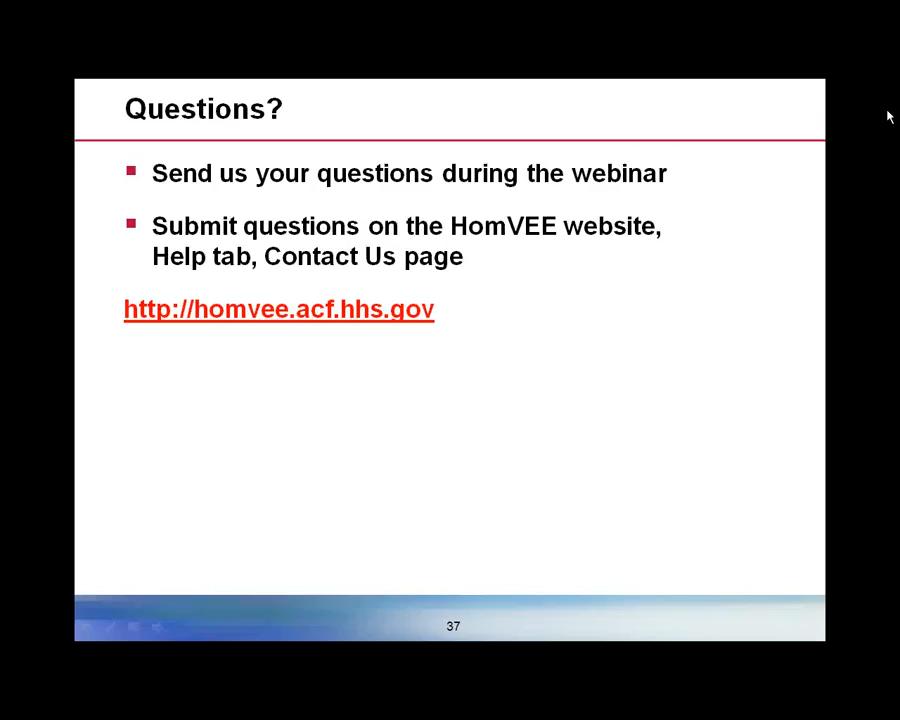 Questions?
Send us your questions during the webinar
Submit questions on the HomVEE website,
Help tab, Contact Us page
http://homvee.acf.hhs.gov
37